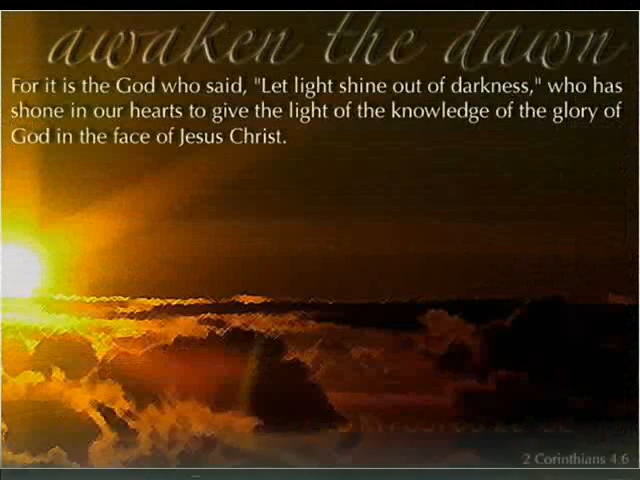 awaken the dawn
For it is the God who said, "Let light shine out of darkness," who has
shone in our hearts to give the light of the knowledge of the glory of
God in the face of Jesus Christ.
2 Corinthians 4:6